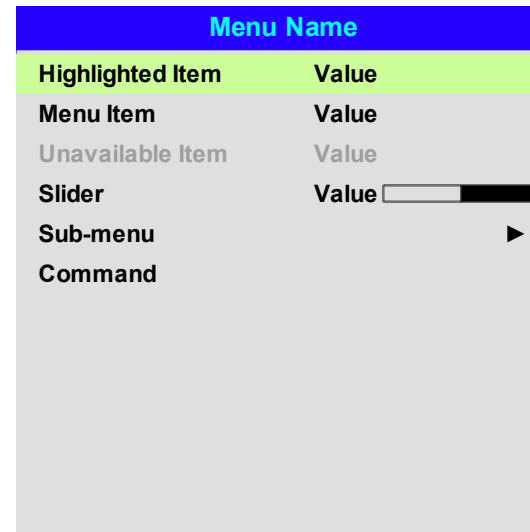 Menu Name
Highlighted Item Value
Menu Item Value
Unavailable Item Value
Slider Value
Sub-menu ►
Command